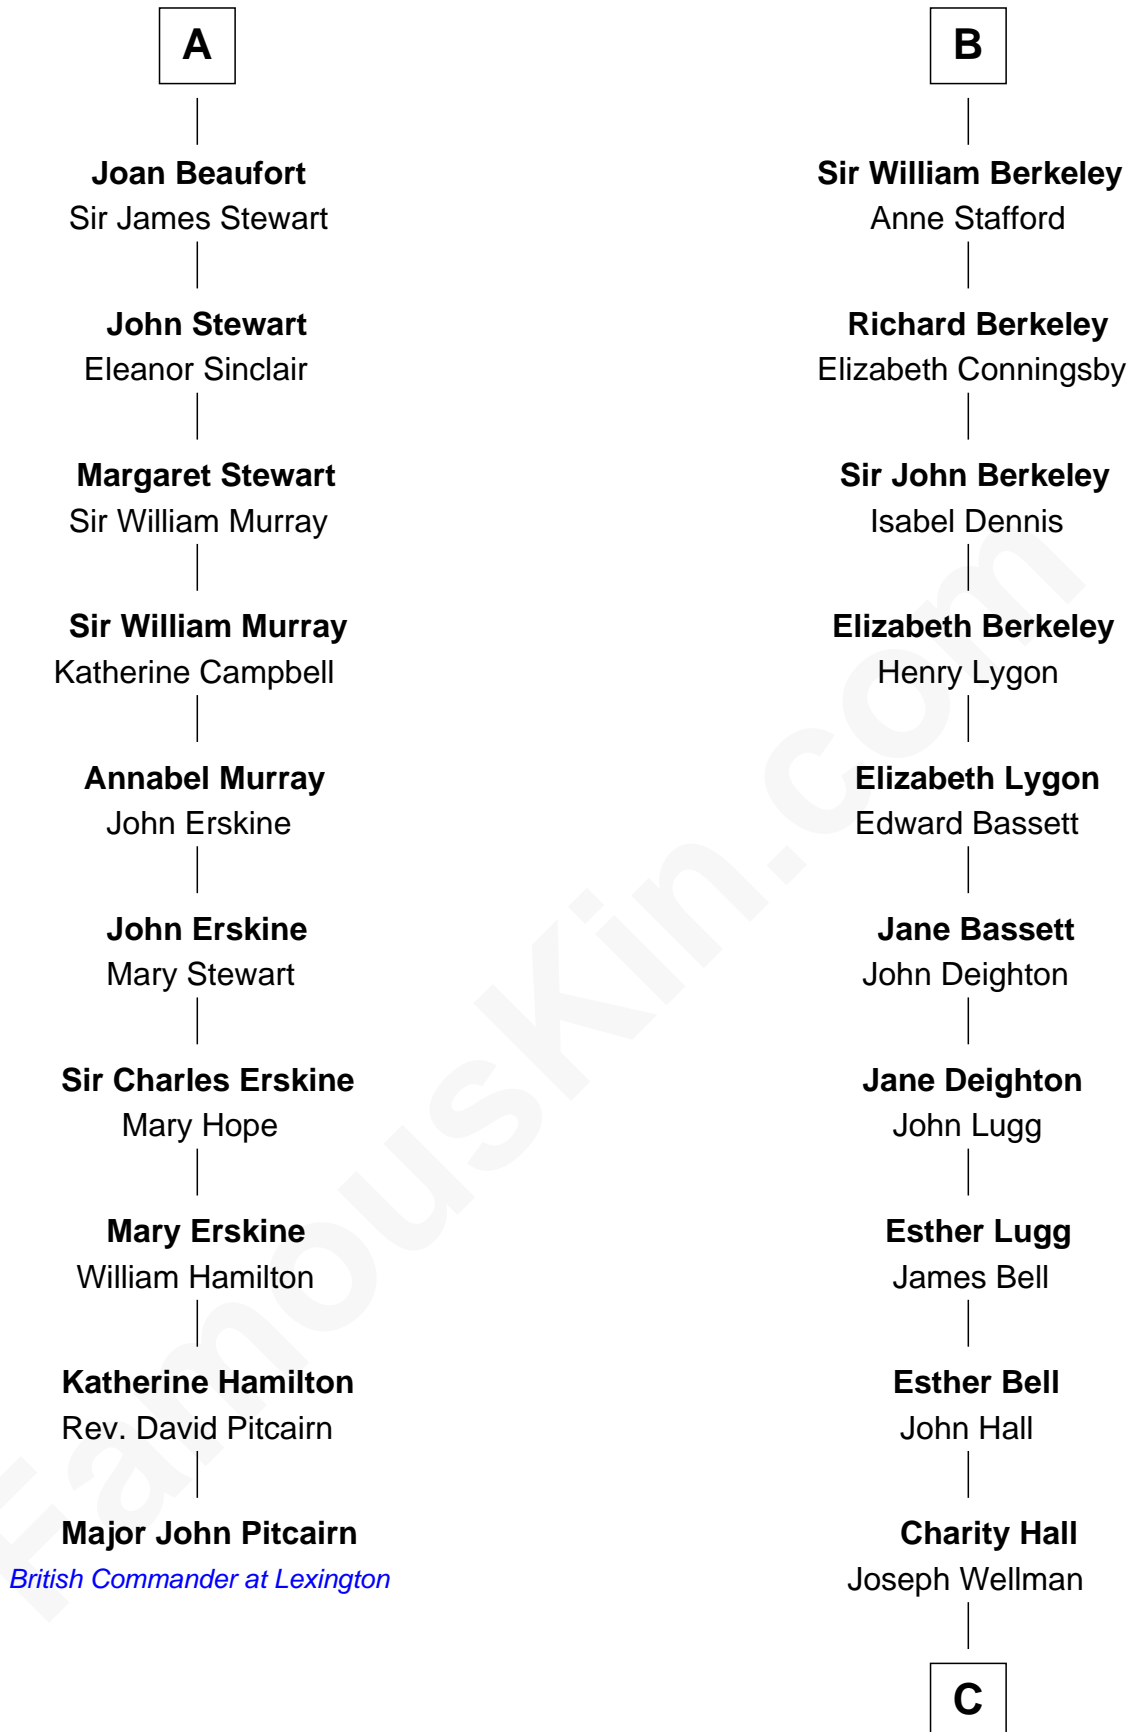 A
Joan Beaufort
Sir James Stewart
John Stewart
Eleanor Sinclair
Margaret Stewart
Sir William Murray
Sir William Murray
Katherine Campbell
Annabel Murray
John Erskine
John Erskine
Mary Stewart
Sir Charles Erskine
Mary Hope
Mary Erskine
William Hamilton
Katherine Hamilton
Rev. David Pitcairn
Major John Pitcairn
British Commander at Lexington
B
Sir William Berkeley
Anne Stafford
Richard Berkeley
Elizabeth Conningsby
Sir John Berkeley
Isabel Dennis
Elizabeth Berkeley
Henry Lygon
Elizabeth Lygon
Edward Bassett
Jane Bassett
John Deighton
Jane Deighton
John Lugg
Esther Lugg
James Bell
Esther Bell
John Hall
Charity Hall
Joseph Wellman
C
FamousKin.com